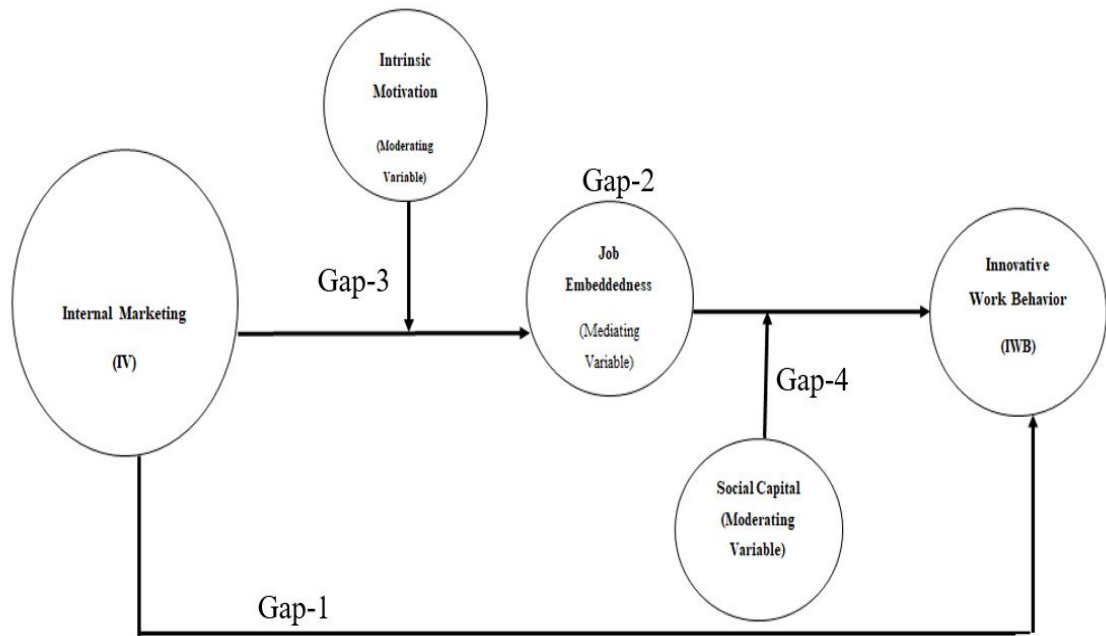 Intrinsic
Motivation
(Moderating
Variable)
Gap-2
Gap-3
Job
Embeddedness
(Mediating
Variable)
Innovative
Work Behavior
(IWB)
Internal Marketing
(IV)
Gap-4
Social Capital
(Moderating
Variable)
Gap-1